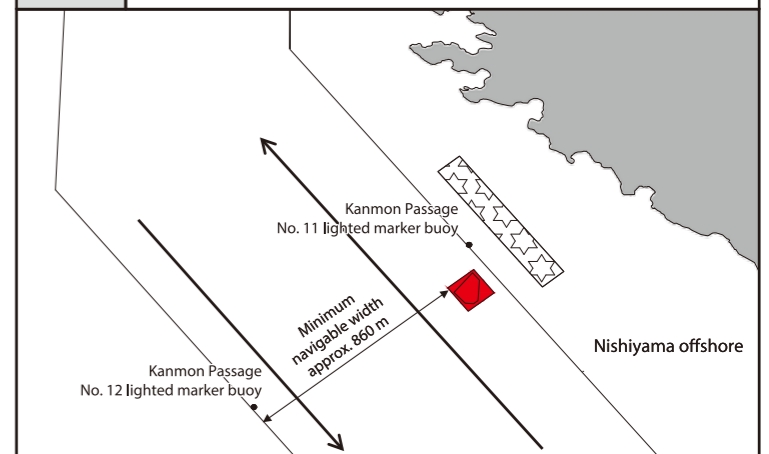 Kanmon Passage
No. 11 lighted marker buoy
Minimum
navigable width
approx. 860 m
Nishiyama offshore
Kanmon Passage
No. 12 lighted marker buoy